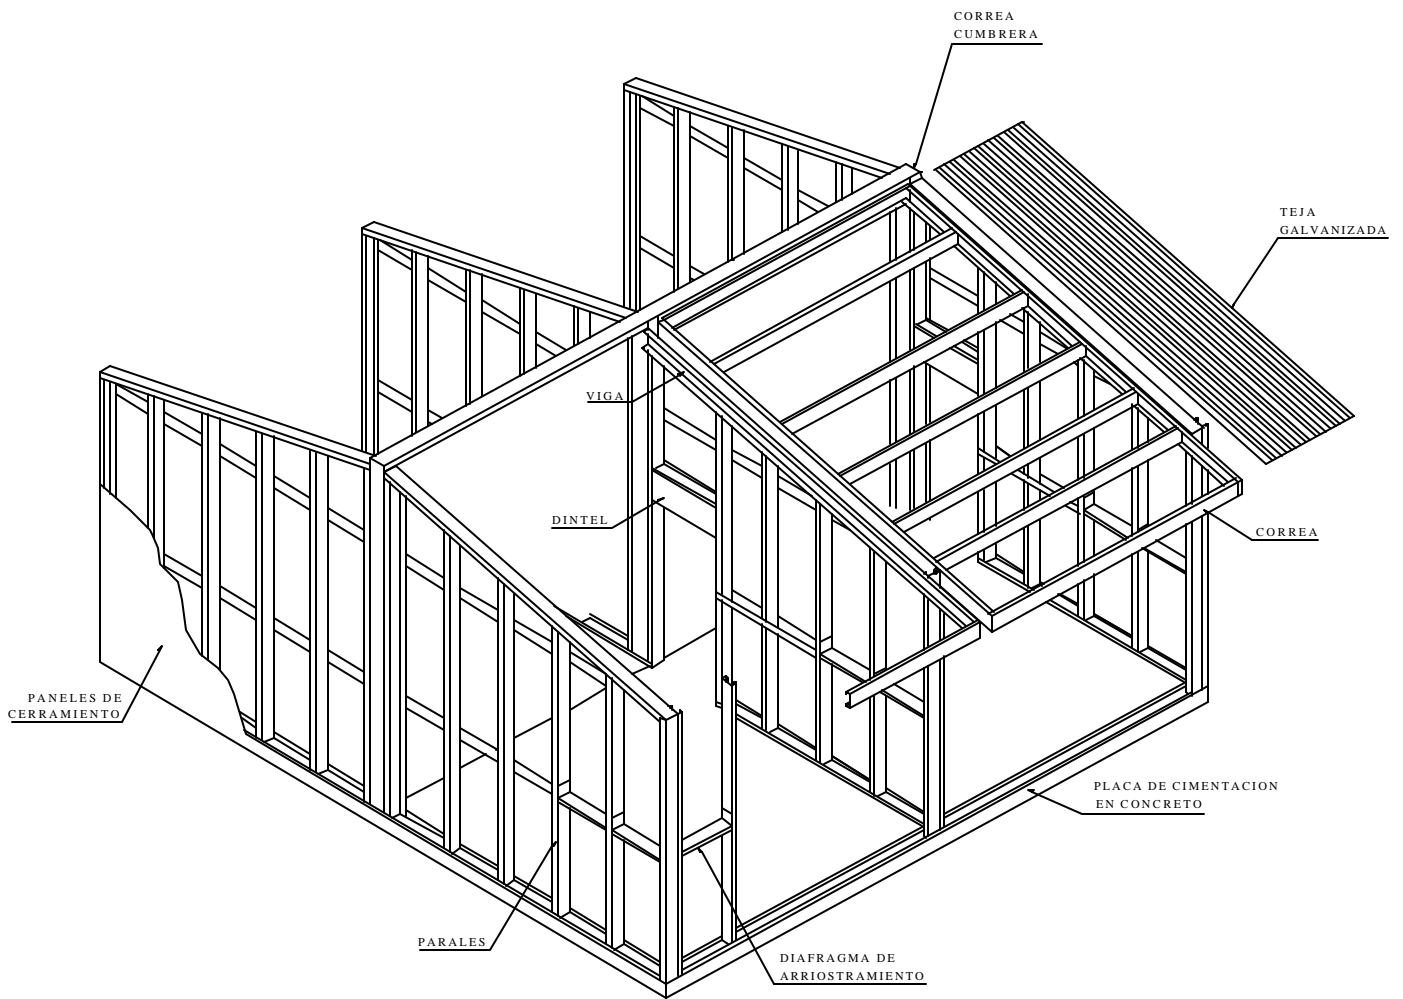 CORREA
CUMBRERA
TEJA
GALVANIZADA
VIGA
DINTEL
CORREA
PANELES DE
CERRAMIENTO
PLACA DE CIMENTACION
EN CONCRETO
PARALES
DIAFRAGMA DE
ARRIOSTRAMIENTO